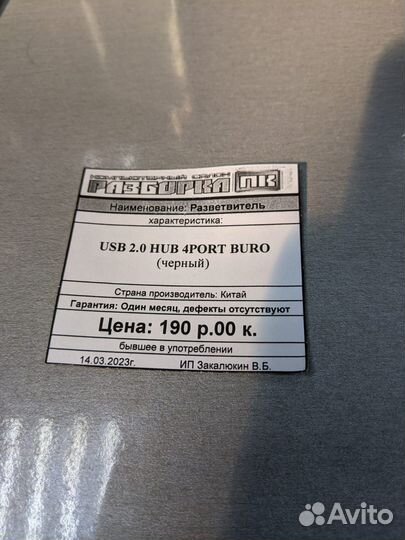 КОМПЬЮТЕРНЫЙ САЛОН
РАЗБОРКА ПК
Наименование: Разветвитель
характеристика:
USB 2.0 HUB 4PORT BURO
(черный)
Страна производитель: Китай
Гарантия: Один месяц, дефекты отсутствуют
Цена: 190 р.00 к.
бывшее в употреблении
14.03.2023г. ИП Закалюкин В.Б.
Avito